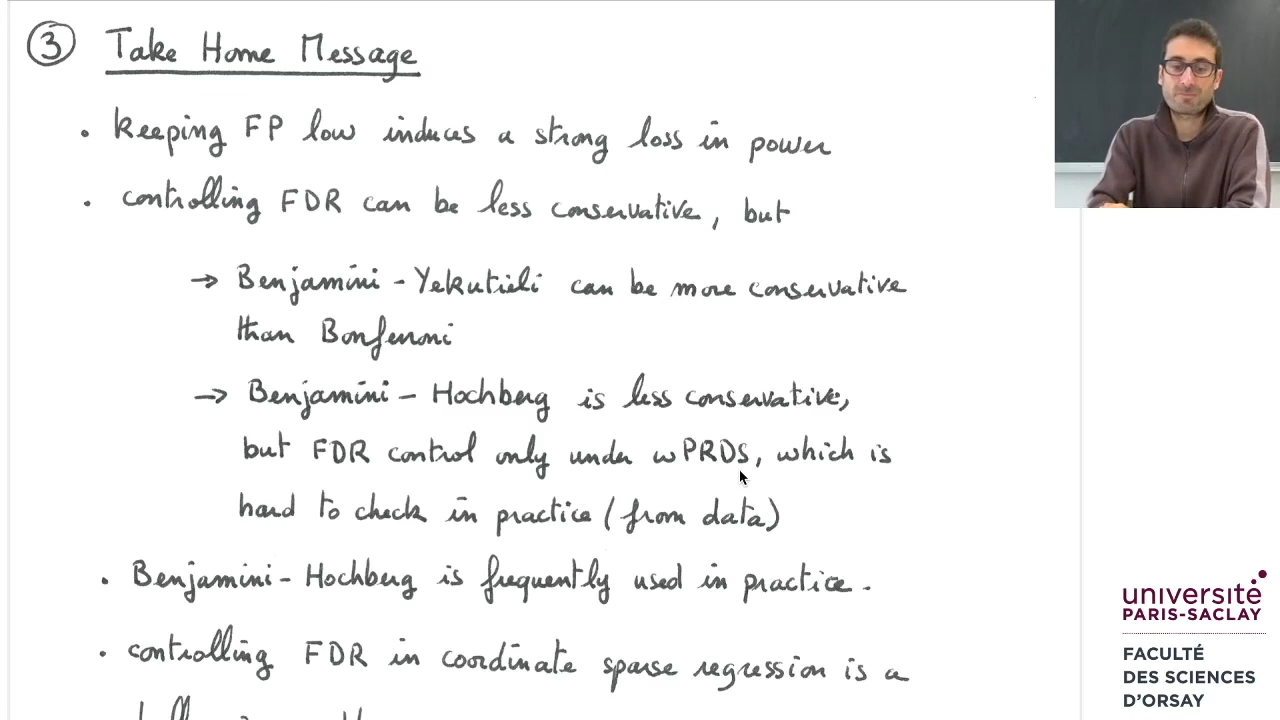 3 Take Home Message
• keeping FP low induces a strong loss in power
• controlling FDR can be less conservative, but
→ Benjamini - Yekutieli can be more conservative
than Bonferroni
→ Benjamini - Hochberg is less conservative,
but FDR control only under wPRDS, which is
hard to check in practice (from data)
• Benjamini - Hochberg is frequently used in practice.
• controlling FDR in coordinate sparse regression is a
université
PARIS-SACLAY
FACULTÉ
DES SCIENCES
D'ORSAY